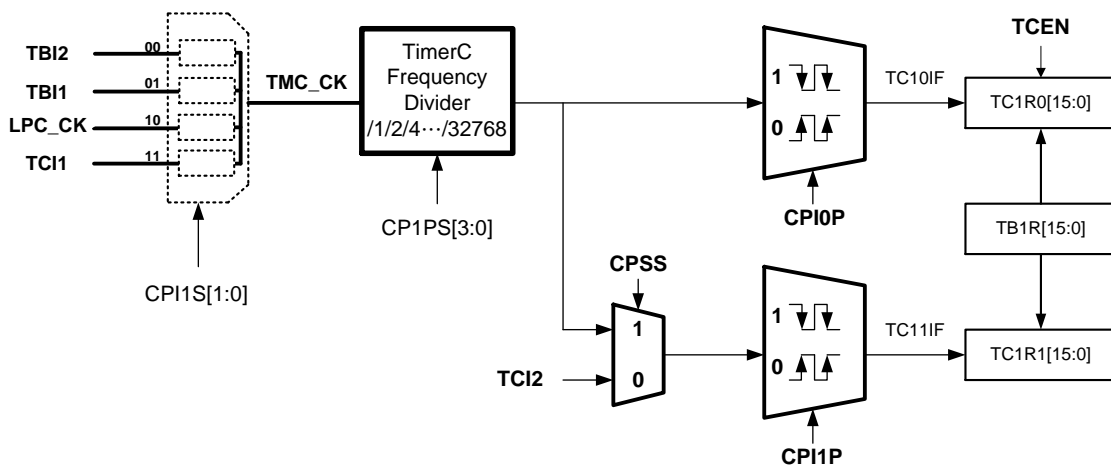 TBI2
00
TBI1
01
LPC_CK
10
TCI1
11
CPI1S[1:0]
TMC_CK
TimerC
Frequency
Divider
/1/2/4···/32768
CP1PS[3:0]
1
0
CPI0P
TC10IF
TCEN
TC1R0[15:0]
TB1R[15:0]
CPSS
1
0
TCI2
1
0
CPI1P
TC11IF
TC1R1[15:0]